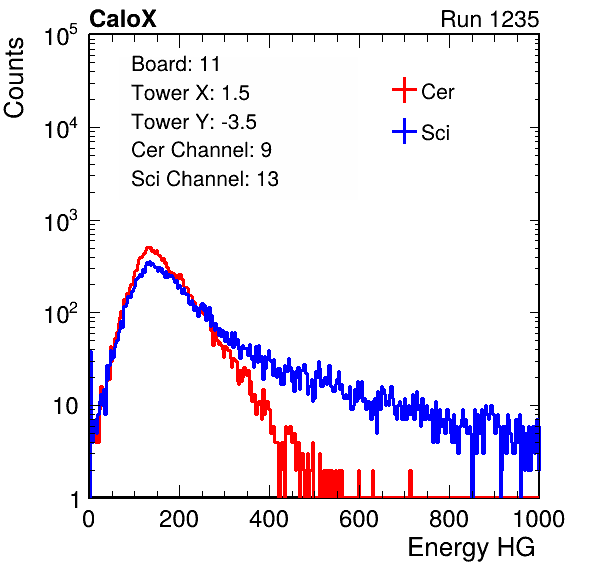 CaloX Run 1235
Counts
10^5
10^4
10^3
10^2
10
1
Board: 11
Tower X: 1.5
Tower Y: -3.5
Cer Channel: 9
Sci Channel: 13
Cer
Sci
0 200 400 600 800 1000
Energy HG